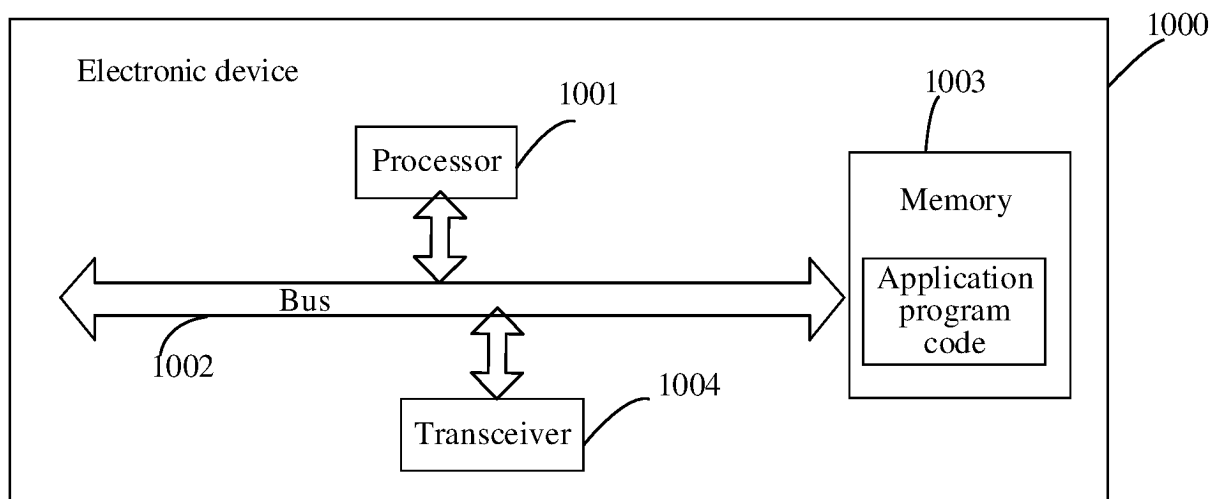 1000
Electronic device
1001
1003
Processor
Memory
Application
program
code
Bus
1002
1004
Transceiver